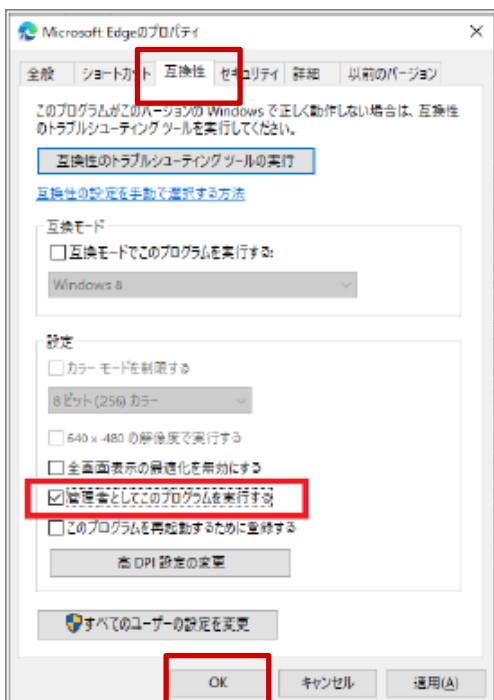 Microsoft Edgeのプロパティ
全般 ショートカット 互換性 セキュリティ 詳細 以前のバージョン
このプログラムがこのバージョンの Windows で正しく動作しない場合は、互換性
のトラブルシューティング ツールを実行してください。
互換性のトラブルシューティング ツールの実行
互換性の設定を手動で選択する方法
互換モード
互換モードでこのプログラムを実行する:
Windows 8
設定
カラー モードを制限する
8 ビット (256) カラー
640 x 480 の解像度で実行する
全画面表示の最適化を無効にする
管理者としてこのプログラムを実行する
このプログラムを再起動するために登録する
高 DPI 設定の変更
すべてのユーザーの設定を変更
OK キャンセル 適用(A)